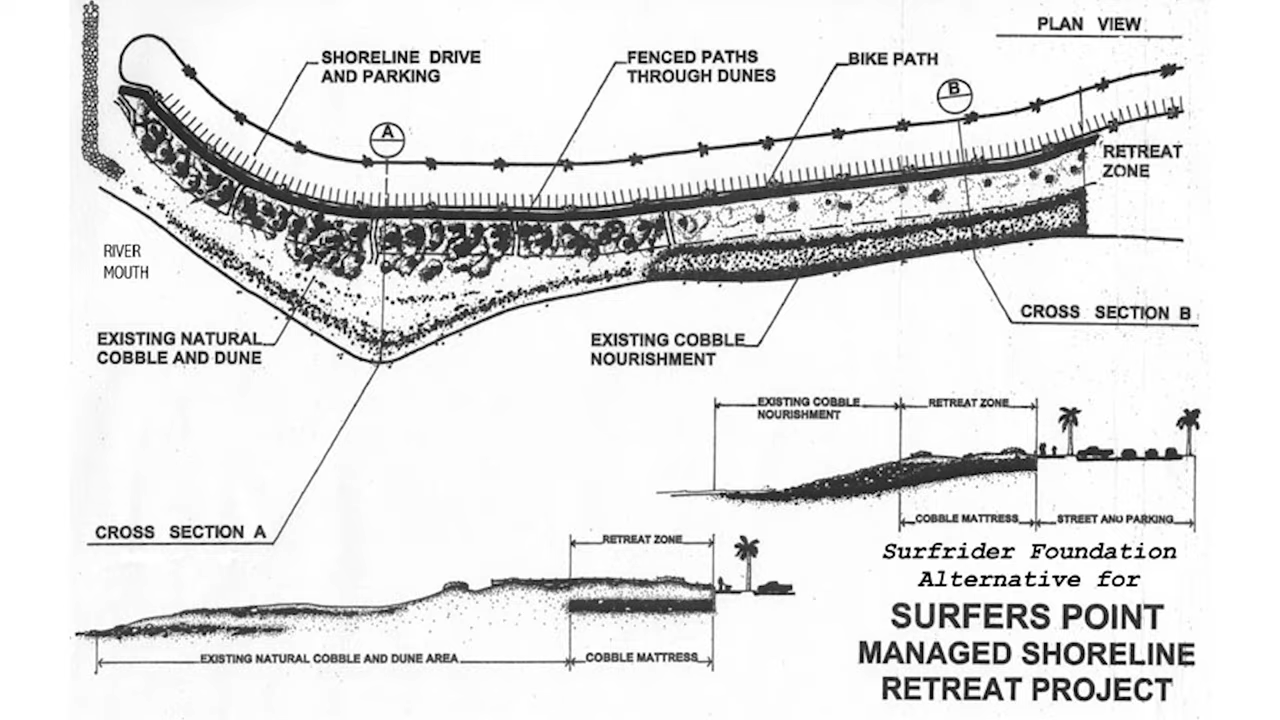 PLAN VIEW
SHORELINE DRIVE
AND PARKING
FENCED PATHS
THROUGH DUNES
BIKE PATH
B
A
RETREAT
ZONE
RIVER
MOUTH
CROSS SECTION B
EXISTING NATURAL
COBBLE AND DUNE
EXISTING COBBLE
NOURISHMENT
EXISTING COBBLE
NOURISHMENT
RETREAT ZONE
COBBLE MATTRESS
STREET AND PARKING
CROSS SECTION A
RETREAT ZONE
EXISTING NATURAL COBBLE AND DUNE AREA
COBBLE MATTRESS
Surfrider Foundation
Alternative for
SURFERS POINT
MANAGED SHORELINE
RETREAT PROJECT